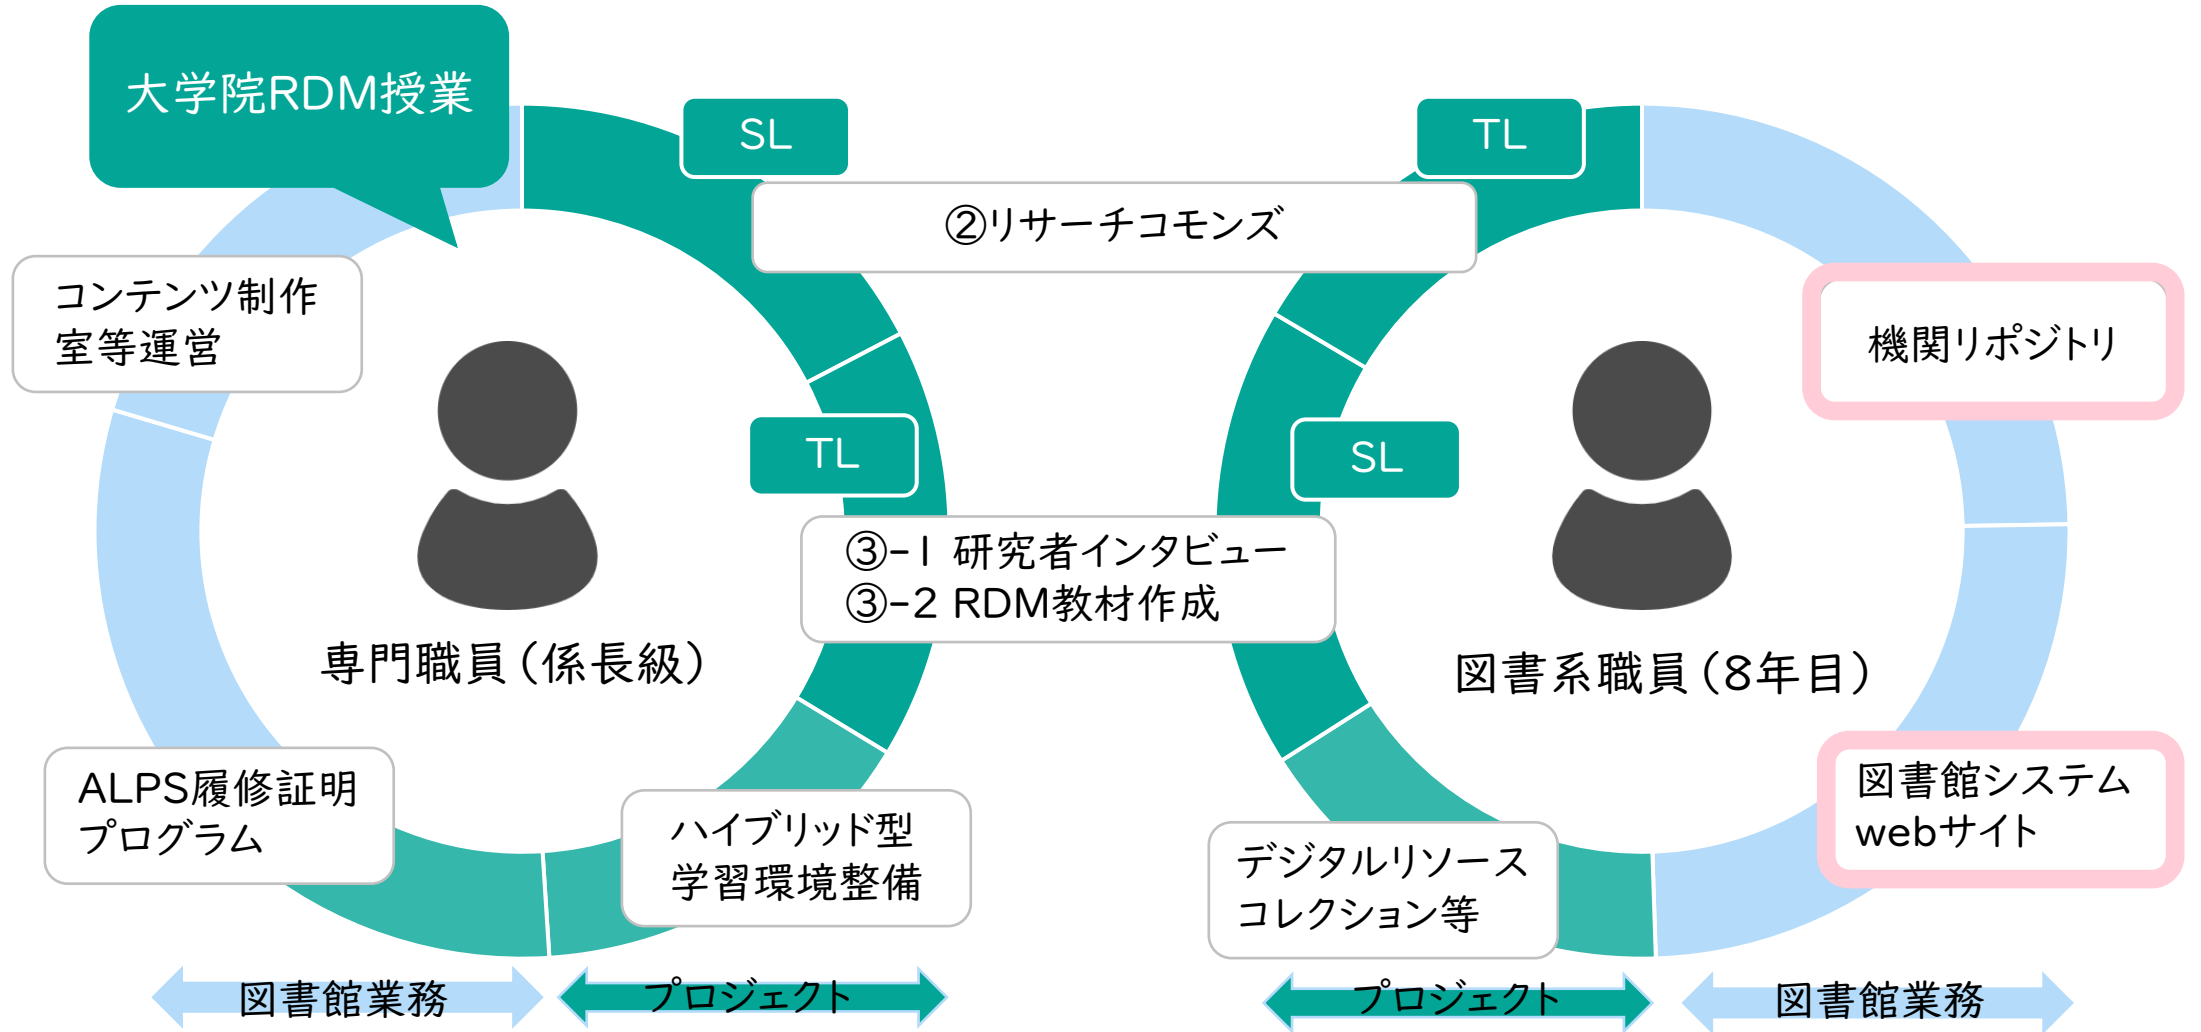 大学院RDM授業
SL
TL
②リサーチコモンズ
コンテンツ制作
室等運営
機関リポジトリ
TL
SL
③-1 研究者インタビュー
③-2 RDM教材作成
専門職員(係長級)
図書系職員(8年目)
ALPS履修証明
プログラム
ハイブリッド型
学習環境整備
デジタルリソース
コレクション等
図書館システム
webサイト
図書館業務
プロジェクト
プロジェクト
図書館業務